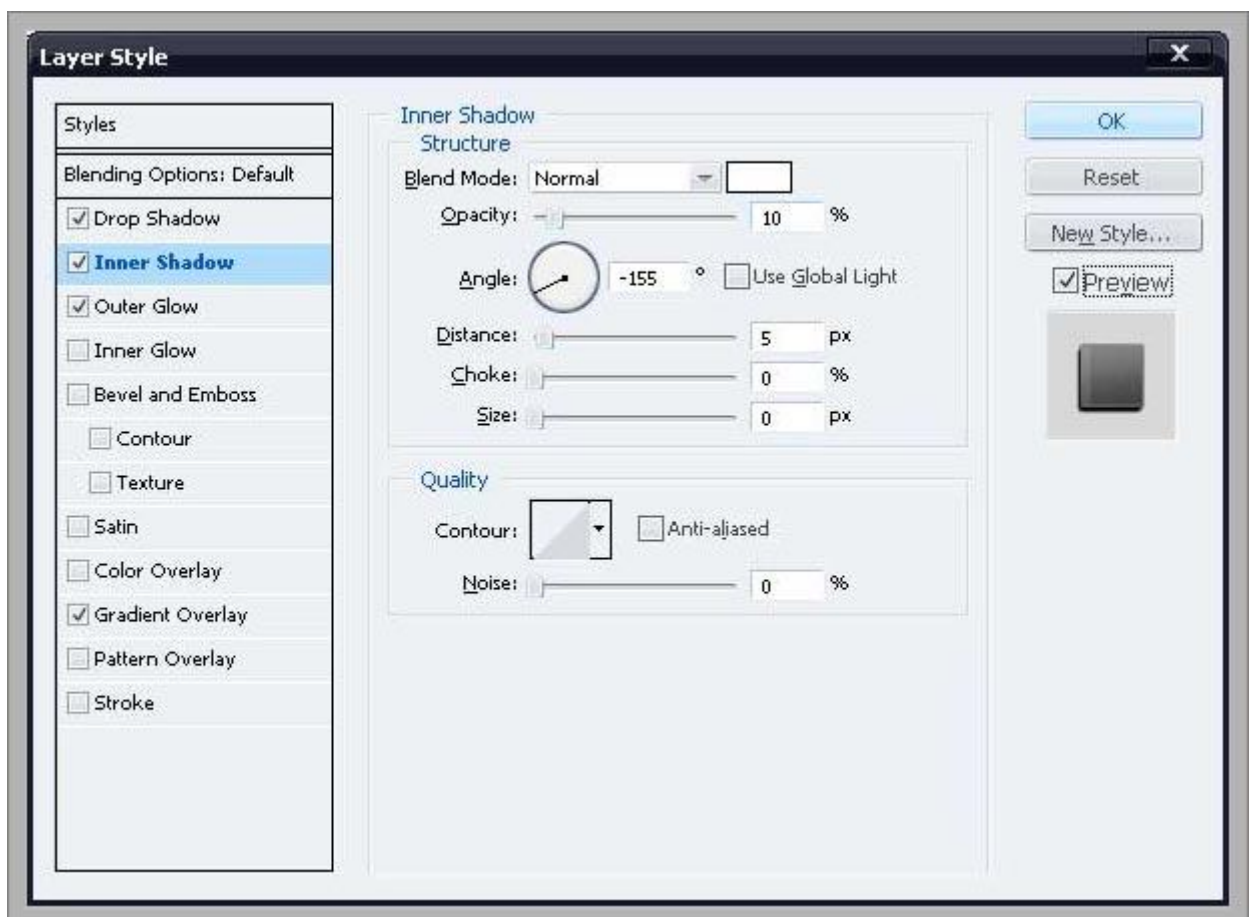 Layer Style
Styles
Blending Options: Default
Drop Shadow
Inner Shadow
Outer Glow
Inner Glow
Bevel and Emboss
Contour
Texture
Satin
Color Overlay
Gradient Overlay
Pattern Overlay
Stroke
Inner Shadow
Structure
Blend Mode: Normal
Opacity: 10 %
Angle: -155 ° Use Global Light
Distance: 5 px
Choke: 0 %
Size: 0 px
Quality
Contour: Anti-aliased
Noise: 0 %
OK
Reset
New Style...
Preview